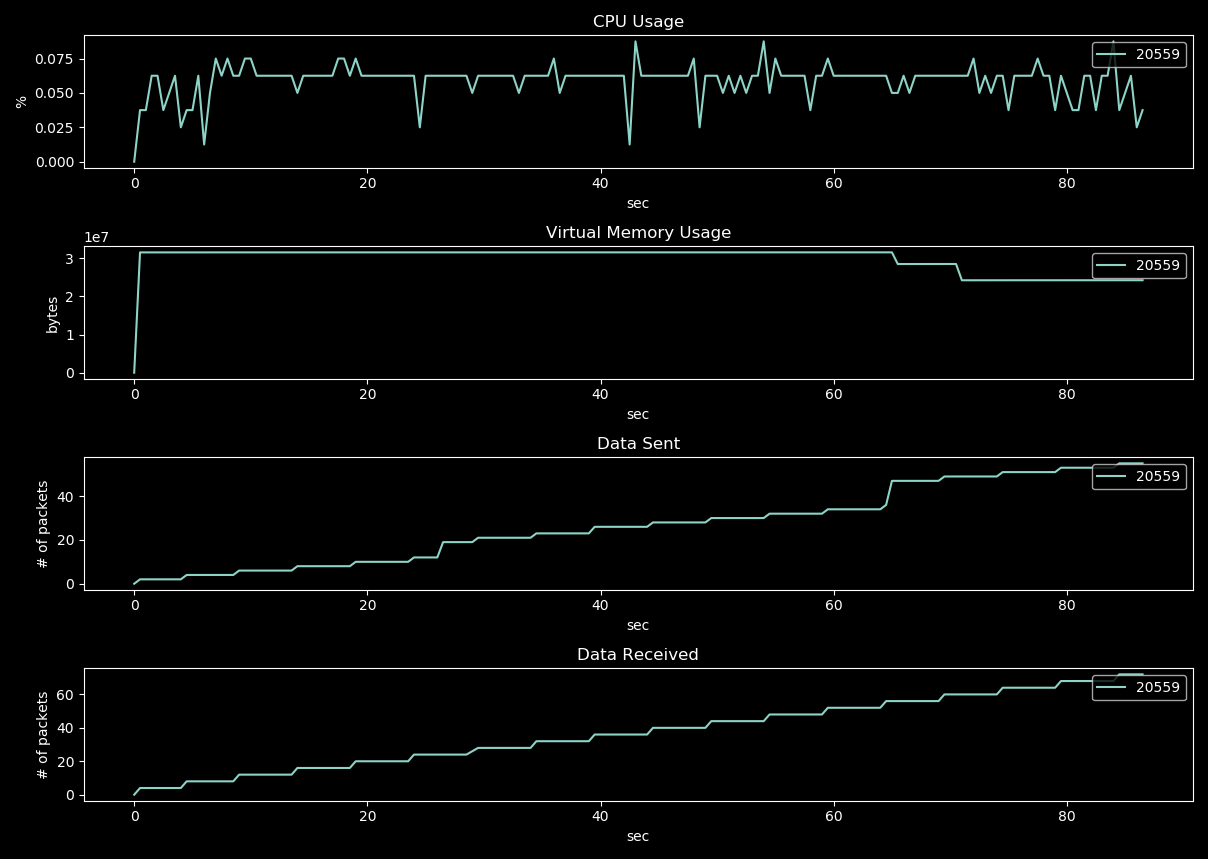 CPU Usage
%
0.075
0.050
0.025
0.000
20559
0 20 40 60 80
sec
Virtual Memory Usage
1e7
bytes
3
2
1
0
20559
0 20 40 60 80
sec
Data Sent
# of packets
40
20
0
20559
0 20 40 60 80
sec
Data Received
# of packets
60
40
20
0
20559
0 20 40 60 80
sec